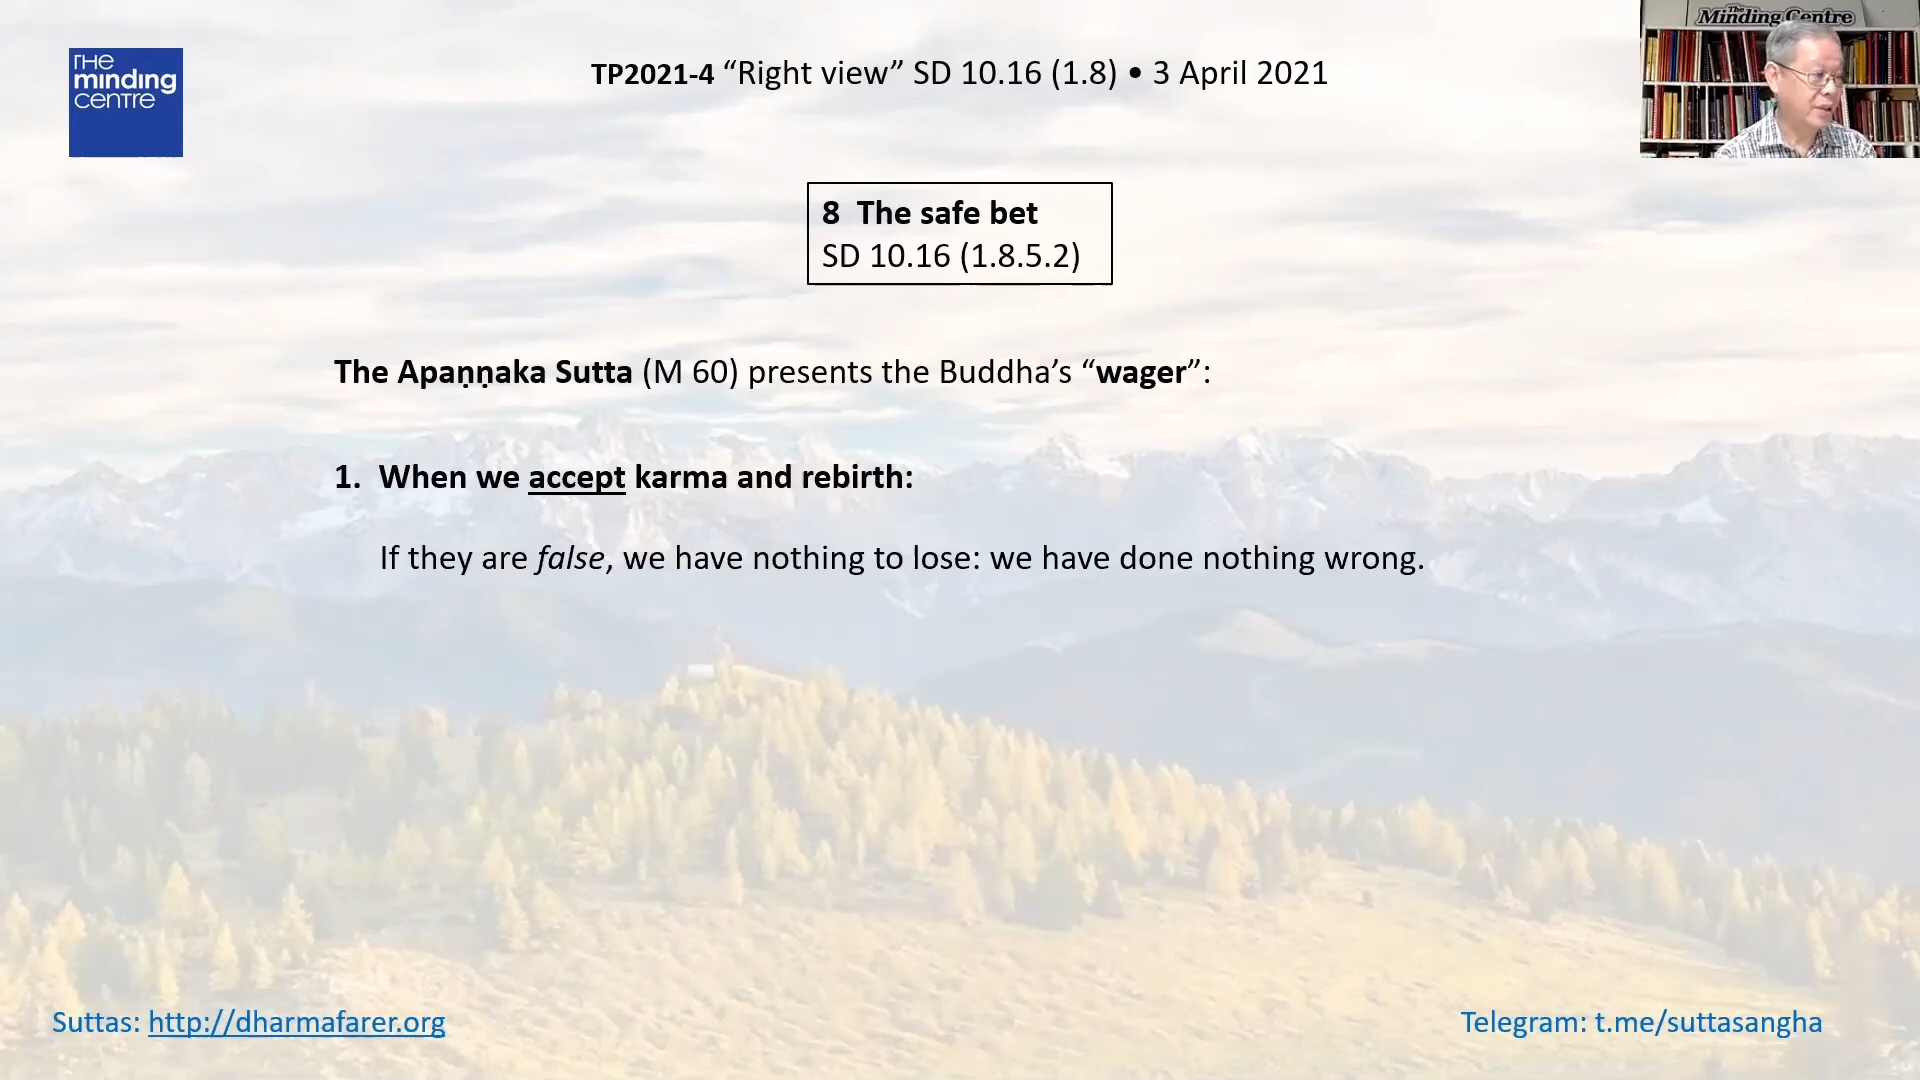 THE
minding
centre
TP2021-4 “Right view” SD 10.16 (1.8) • 3 April 2021
The
Minding Centre
8 The safe bet
SD 10.16 (1.8.5.2)
The Apaṇṇaka Sutta (M 60) presents the Buddha’s “wager”:
1. When we accept karma and rebirth:
If they are false, we have nothing to lose: we have done nothing wrong.
Suttas: http://dharmafarer.org
Telegram: t.me/suttasangha